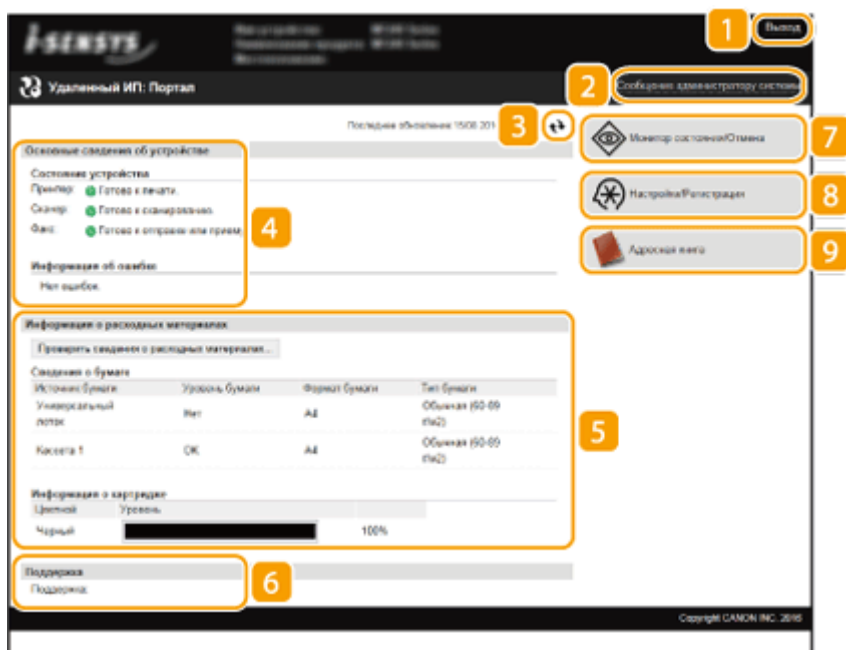 i-SENSYS
1
Выход
Удаленный ИП: Портал
2
Сообщение администратору системы
Последнее обновление: 15/08 201
3
Основные сведения об устройстве
Состояние устройства
Принтер: Готово к печати.
Сканер: Готово к сканированию.
Факс: Готово к отправке или прием
4
Информация об ошибке
Нет ошибок.
7
Монитор состояния/Отмена
8
Настройки/Регистрация
9
Адресная книга
Информация о расходных материалах
Проверить сведения о расходных материалах...
Сведения о бумаге
Источник бумаги Уровень бумаги Формат бумаги Тип бумаги
Универсальный лоток Нет A4 Обычная (60-89 г/м2)
Кассета 1 OK A4 Обычная (60-89 г/м2)
5
Информация о картридже
Цветной Уровень
Черный 100%
Поддержка
Поддержка:
6
Copyright CANON INC. 2016